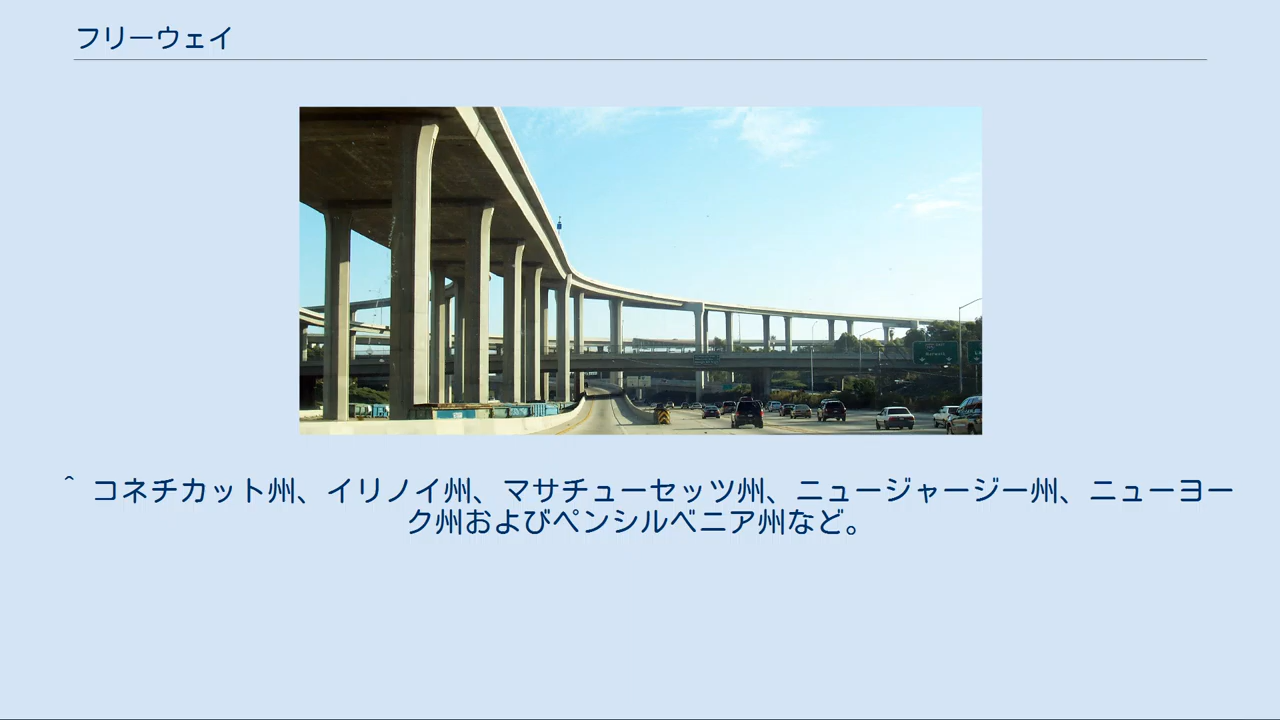 フリーウェイ
^ コネチカット州、イリノイ州、マサチューセッツ州、ニュージャージー州、ニューヨー
ク州およびペンシルベニア州など。